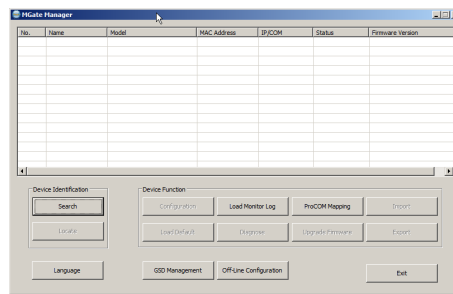 MGate Manager
No. Name Model MAC Address IP/COM Status Firmware Version
Device Identification Device Function
Search Configuration Load Monitor Log ProCOM Mapping Import
Locate Load Default Diagnose Upgrade Firmware Export
Language GSD Management Off-Line Configuration Exit